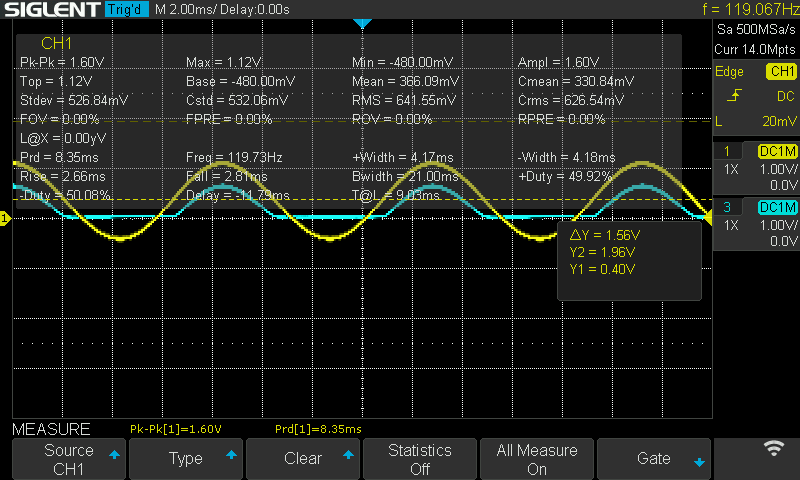 SIGLENT Trig'd M 2.00ms/ Delay:0.00s f = 119.067Hz
Sa 500MSa/s
Curr 14.0Mpts
CH1
Pk-Pk = 1.60V Max = 1.12V Min = -480.00mV Ampl = 1.60V
Top = 1.12V Base = -480.00mV Mean = 366.09mV Cmean = 330.84mV
Stdev = 526.84mV Cstd = 532.06mV RMS = 641.55mV Crms = 626.54mV
FOV = 0.00% FPRE = 0.00% ROV = 0.00% RPRE = 0.00%
L@X = 0.00yV
Prd = 8.35ms Freq = 119.73Hz +Width = 4.17ms -Width = 4.18ms
Rise = 2.66ms Fall = 2.81ms Bwidth = 21.00ms +Duty = 49.92%
-Duty = 50.08% Delay = -11.79ms T@L = 9.03ms
Edge CH1
DC
L 20mV
1 DC1M
1X 1.00V/
0.0V
3 DC1M
1X 1.00V/
0.0V
1
ΔY = 1.56V
Y2 = 1.96V
Y1 = 0.40V
MEASURE Pk-Pk[1]=1.60V Prd[1]=8.35ms
Source
CH1
Type
Clear
Statistics
Off
All Measure
On
Gate